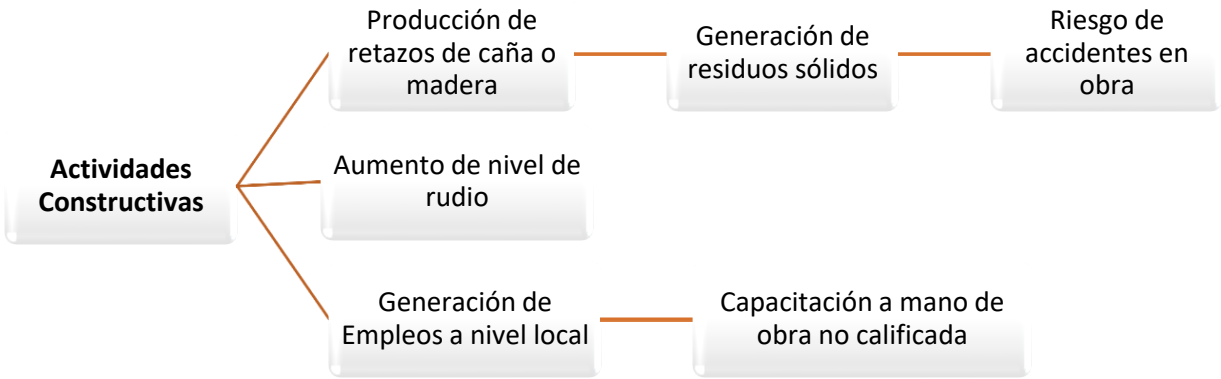 Actividades
Constructivas
Producción de
retazos de caña o
madera
Generación de
residuos sólidos
Riesgo de
accidentes en
obra
Aumento de nivel de
rudio
Generación de
Empleos a nivel local
Capacitación a mano de
obra no calificada